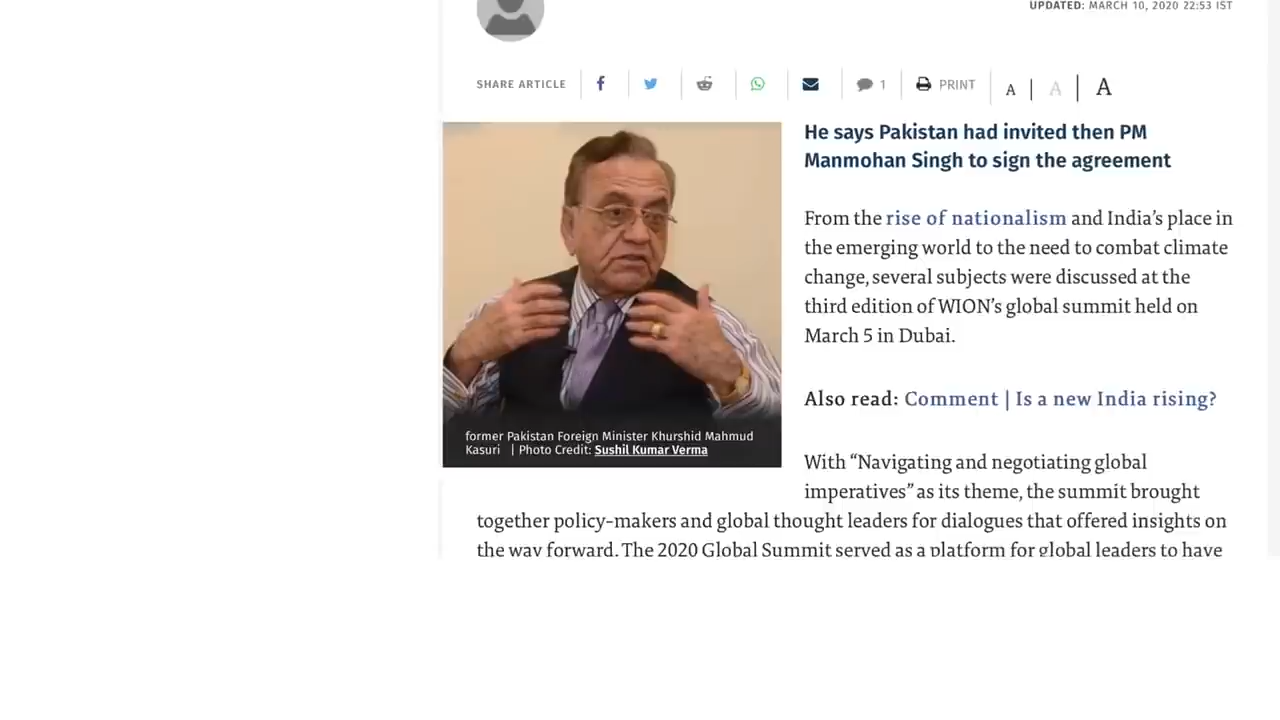 UPDATED: MARCH 10, 2020 22:53 IST
SHARE ARTICLE
1
PRINT
A | A | A
He says Pakistan had invited then PM
Manmohan Singh to sign the agreement
former Pakistan Foreign Minister Khurshid Mahmud
Kasuri | Photo Credit: Sushil Kumar Verma
From the rise of nationalism and India’s place in
the emerging world to the need to combat climate
change, several subjects were discussed at the
third edition of WION’s global summit held on
March 5 in Dubai.
Also read: Comment | Is a new India rising?
With “Navigating and negotiating global
imperatives” as its theme, the summit brought
together policy-makers and global thought leaders for dialogues that offered insights on
the way forward. The 2020 Global Summit served as a platform for global leaders to have